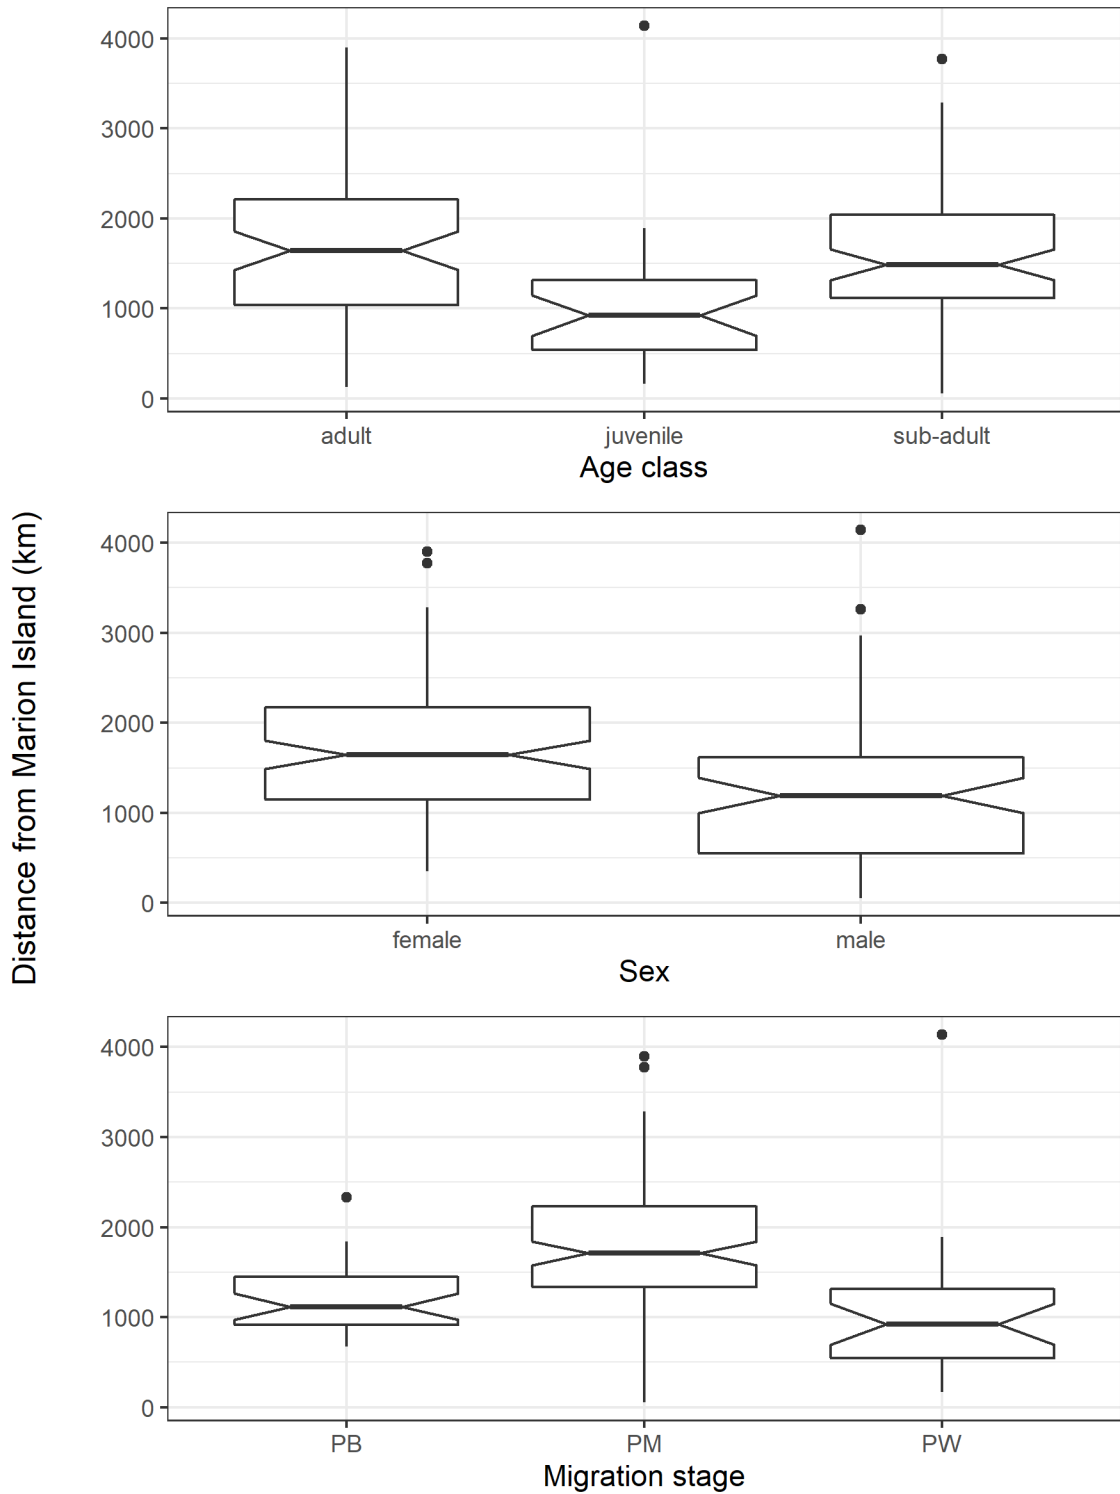 4000
3000
2000
1000
0
adult juvenile sub-adult
Age class
Distance from Marion Island (km)
4000
3000
2000
1000
0
female male
Sex
4000
3000
2000
1000
0
PB PM PW
Migration stage